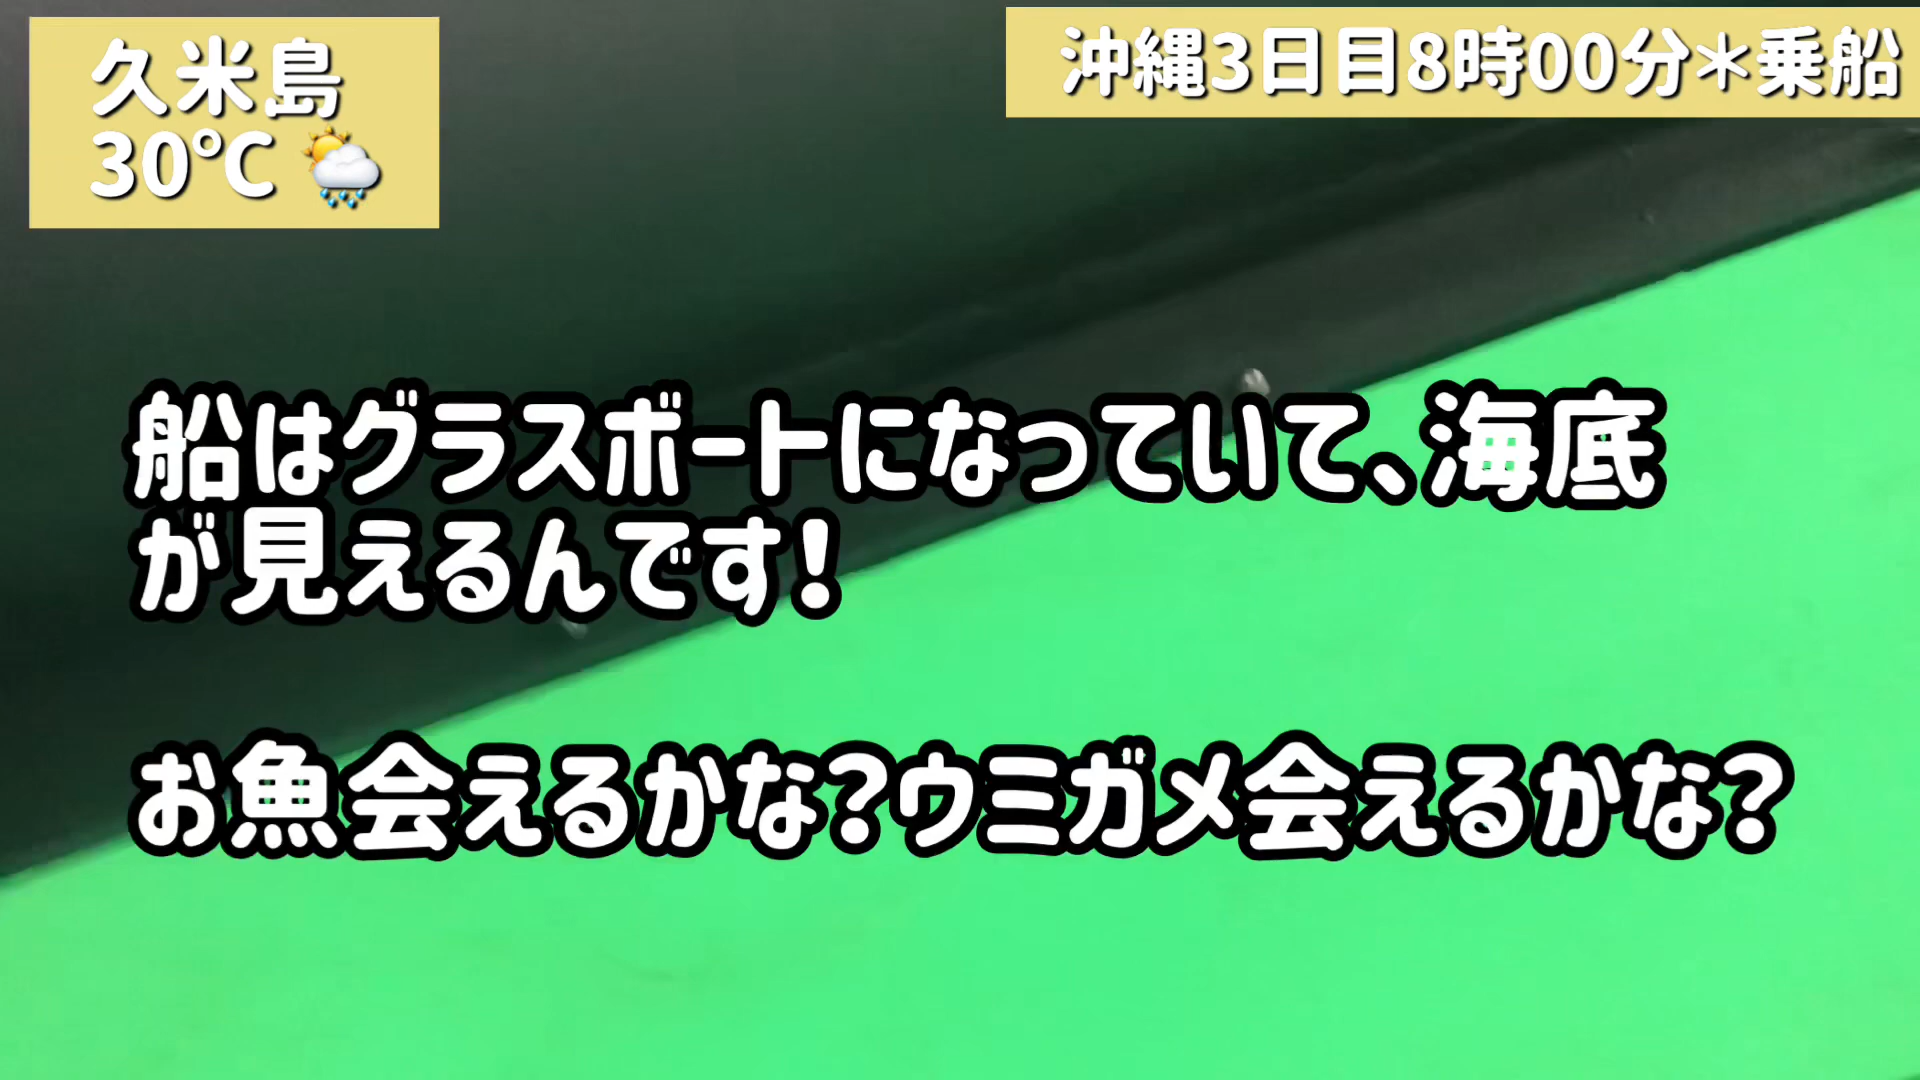 久米島
30℃🌦
沖縄3日目8時00分＊乗船
船はグラスボートになっていて、海底
が見えるんです！
お魚会えるかな？ウミガメ会えるかな？